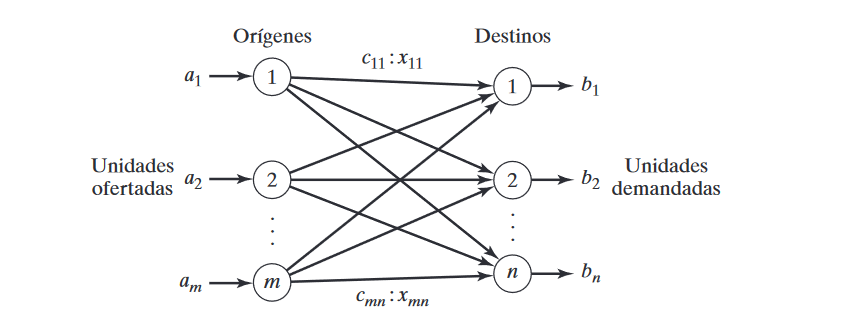 Orígenes Destinos
c11 : x11
a1 1 1 b1
Unidades ofertadas a2 2 2 b2 Unidades demandadas
⋮ ⋮
am m n bn
cmn : xmn